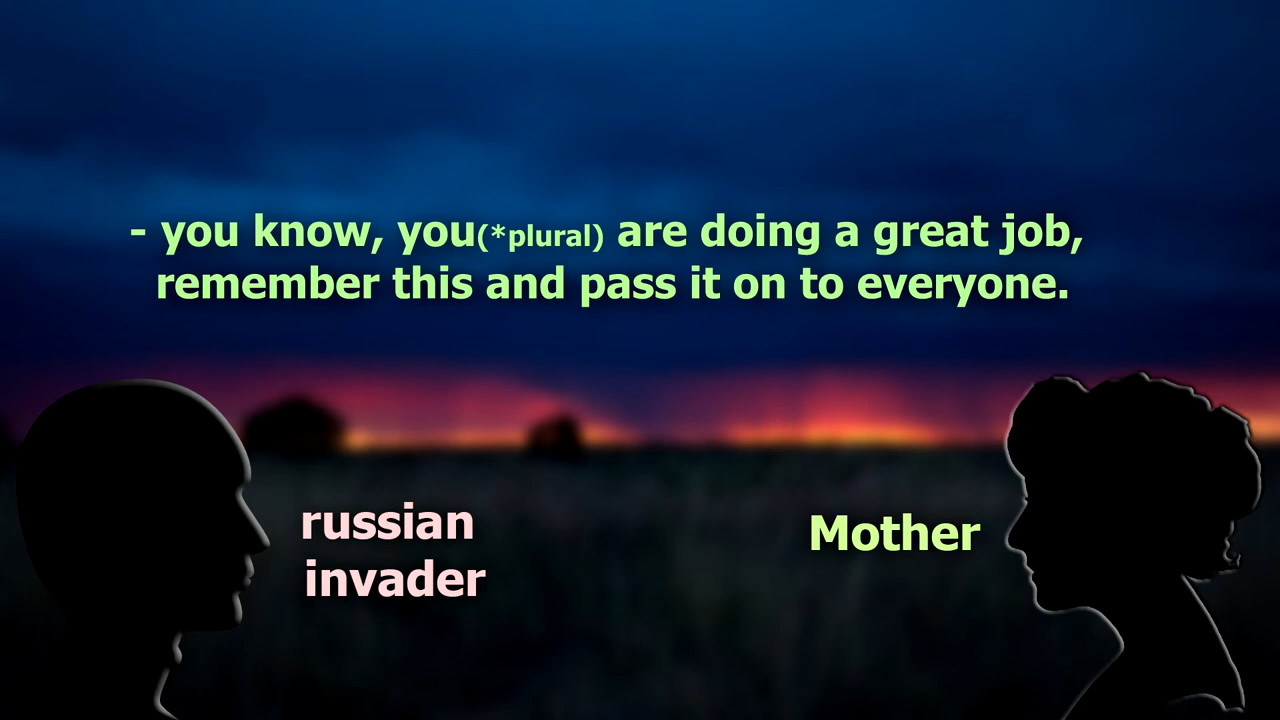 - you know, you(*plural) are doing a great job,
remember this and pass it on to everyone.
russian
invader
Mother